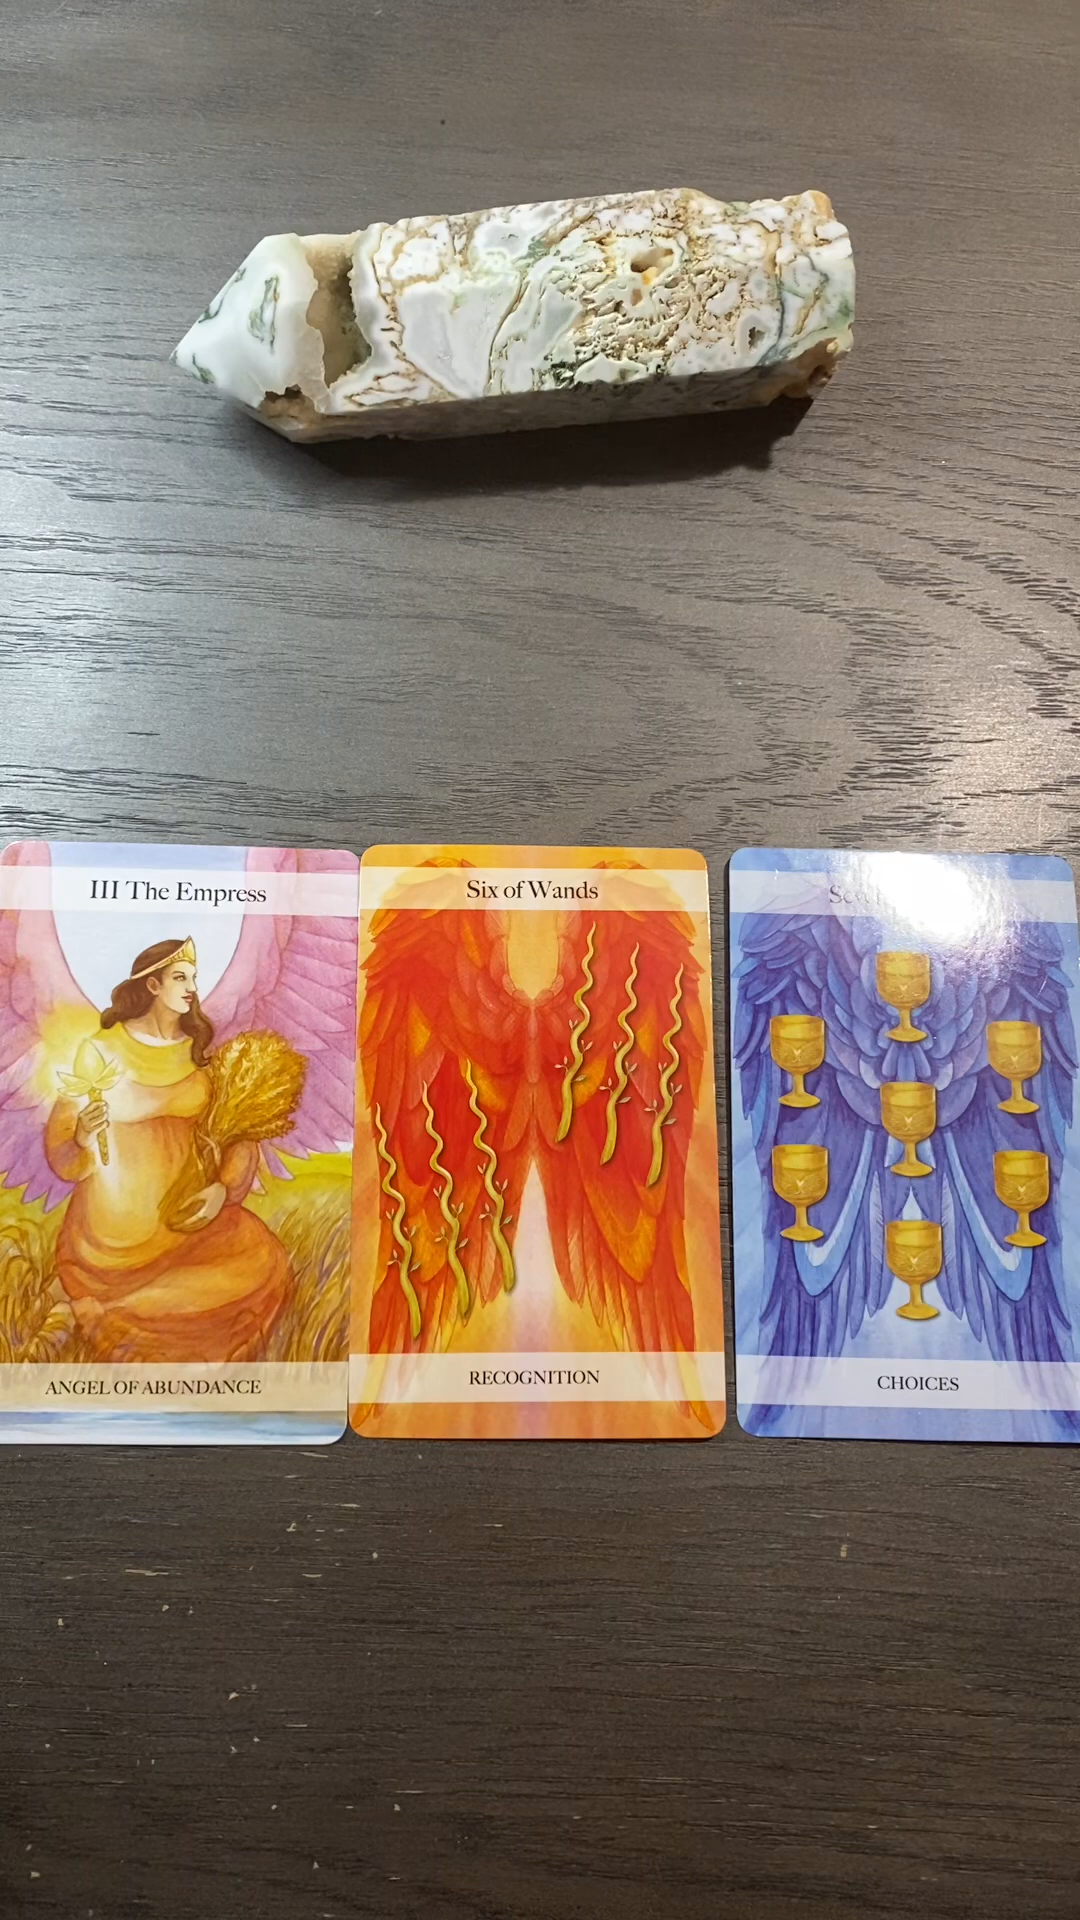 III The Empress
ANGEL OF ABUNDANCE
Six of Wands
RECOGNITION
CHOICES